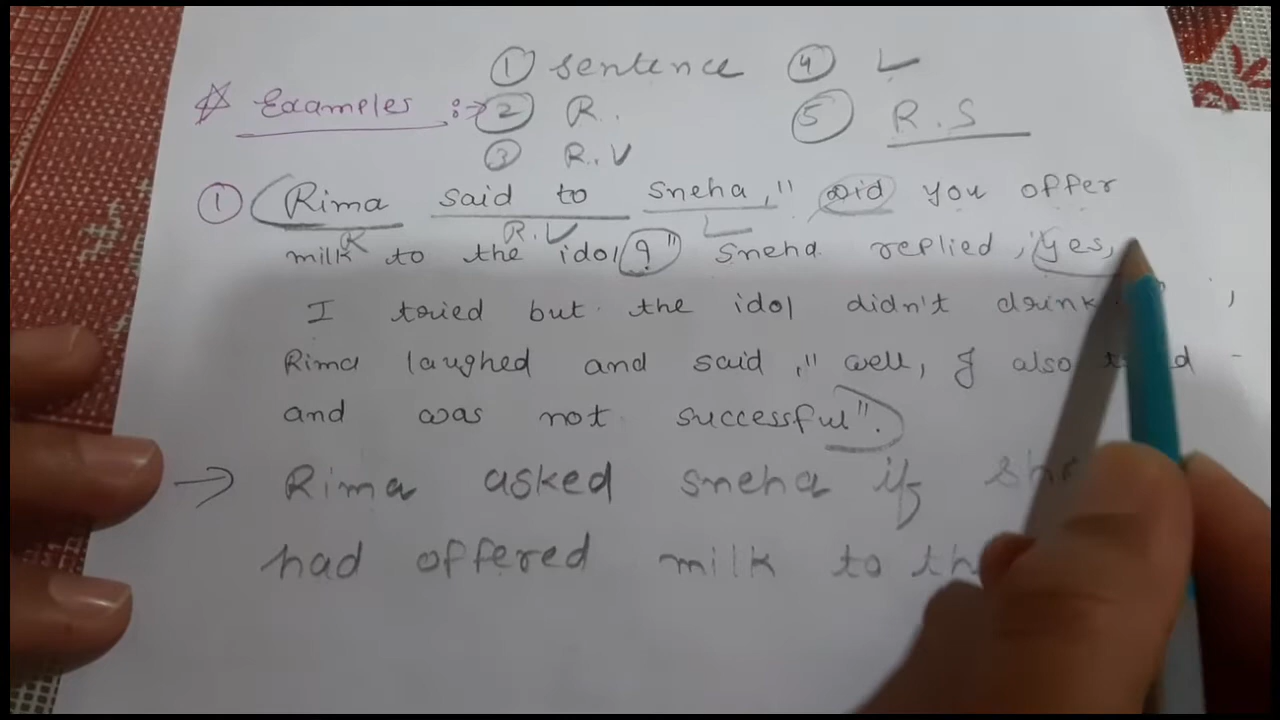 ① sentence ④ L
☆ Examples :→ ② R.
⑤ R.S
③ R.V
① Rima said to Sneha," Did you offer
R R.V L
milk to the idol ?" Sneha replied ,"yes,
I tried but the idol didn't drink
Rima laughed and said ," well, I also
and was not successful".
→ Rima asked Sneha if
had offered milk to